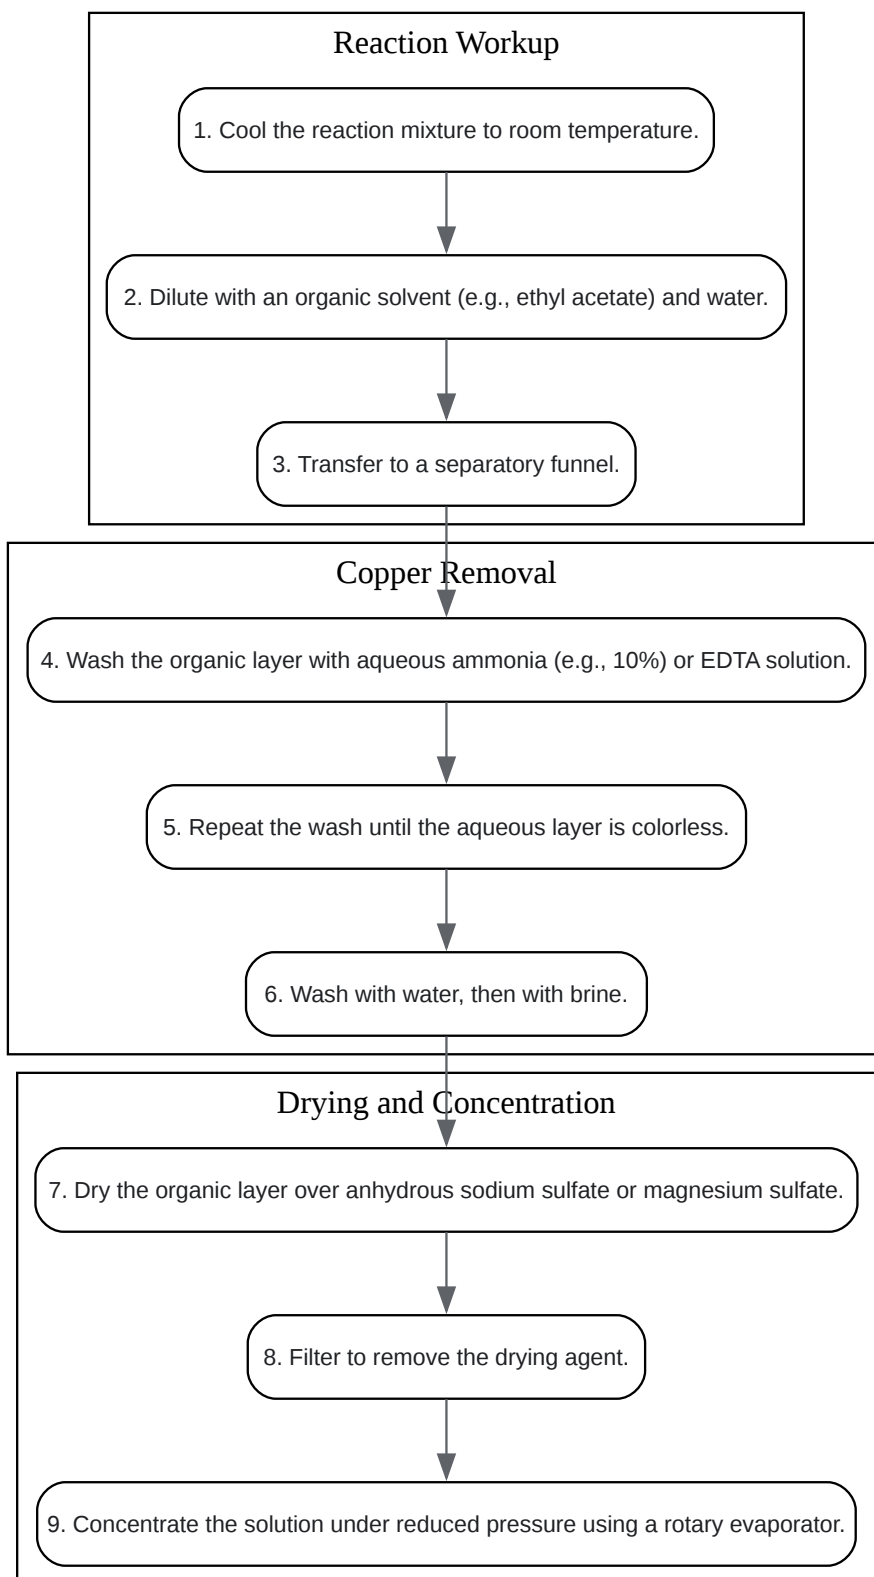 Reaction Workup
1. Cool the reaction mixture to room temperature.
2. Dilute with an organic solvent (e.g., ethyl acetate) and water.
3. Transfer to a separatory funnel.
Copper Removal
4. Wash the organic layer with aqueous ammonia (e.g., 10%) or EDTA solution.
5. Repeat the wash until the aqueous layer is colorless.
6. Wash with water, then with brine.
Drying and Concentration
7. Dry the organic layer over anhydrous sodium sulfate or magnesium sulfate.
8. Filter to remove the drying agent.
9. Concentrate the solution under reduced pressure using a rotary evaporator.